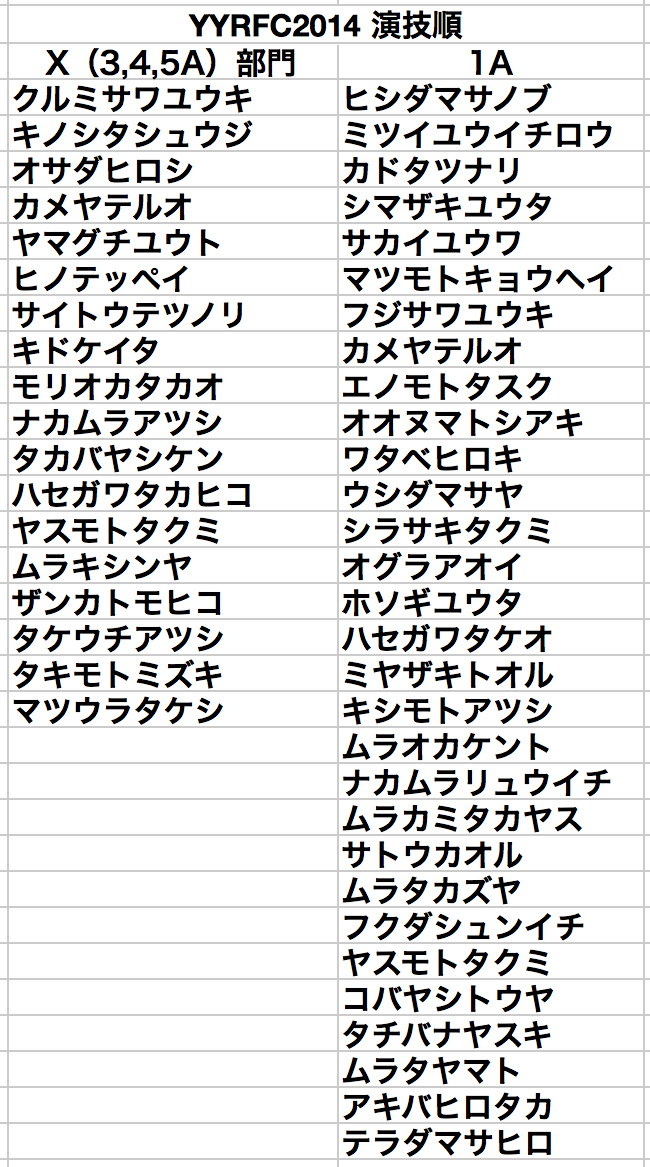 YYRFC2014 演技順
X（3,4,5A）部門 1A
クルミサワユウキ ヒシダマサノブ
キノシタシュウジ ミツイユウイチロウ
オサダヒロシ カドタツナリ
カメヤテルオ シマザキユウタ
ヤマグチユウト サカイユウワ
ヒノテッペイ マツモトキョウヘイ
サイトウテツノリ フジサワユウキ
キドケイタ カメヤテルオ
モリオカタカオ エノモトタスク
ナカムラアツシ オオヌマトシアキ
タカバヤシケン ワタベヒロキ
ハセガワタカヒコ ウシダマサヤ
ヤスモトタクミ シラサキタクミ
ムラキシンヤ オグラアオイ
ザンカトモヒコ ホソギユウタ
タケウチアツシ ハセガワタケオ
タキモトミズキ ミヤザキトオル
マツウラタケシ キシモトアツシ
ムラオカケント
ナカムラリュウイチ
ムラカミタカヤス
サトウカオル
ムラタカズヤ
フクダシュンイチ
ヤスモトタクミ
コバヤシトウヤ
タチバナヤスキ
ムラタヤマト
アキバヒロタカ
テラダマサヒロ